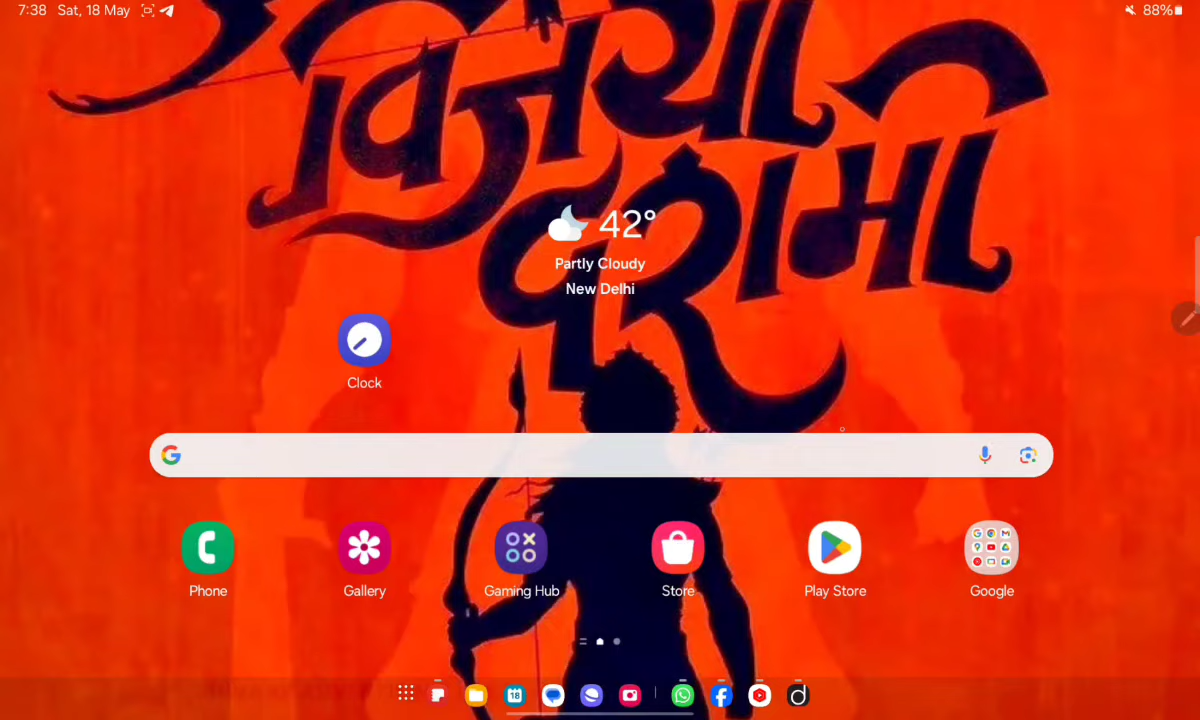 7:38 Sat, 18 May
88%
विजया
दशमी
42°
Partly Cloudy
New Delhi
Clock
Phone
Gallery
Gaming Hub
Store
Play Store
Google
18